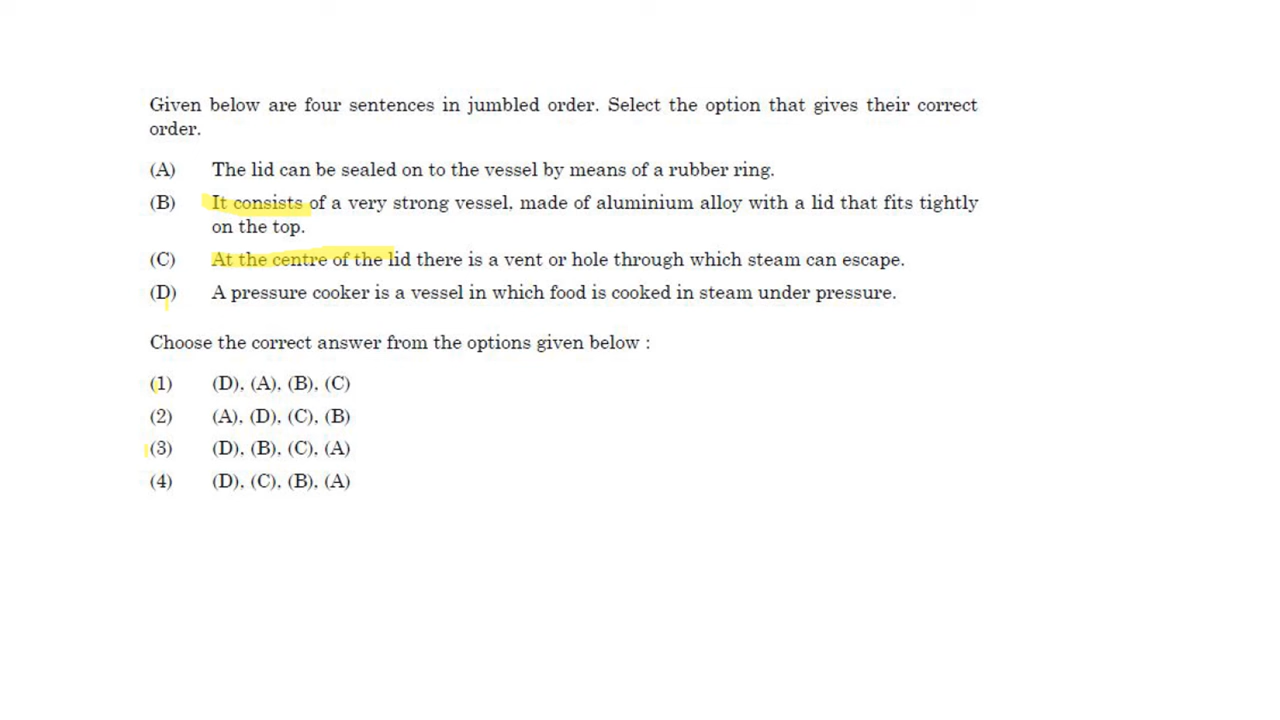 Given below are four sentences in jumbled order. Select the option that gives their correct
order.
(A) The lid can be sealed on to the vessel by means of a rubber ring.
(B) It consists of a very strong vessel, made of aluminium alloy with a lid that fits tightly
on the top.
(C) At the centre of the lid there is a vent or hole through which steam can escape.
(D) A pressure cooker is a vessel in which food is cooked in steam under pressure.
Choose the correct answer from the options given below :
(1) (D), (A), (B), (C)
(2) (A), (D), (C), (B)
(3) (D), (B), (C), (A)
(4) (D), (C), (B), (A)